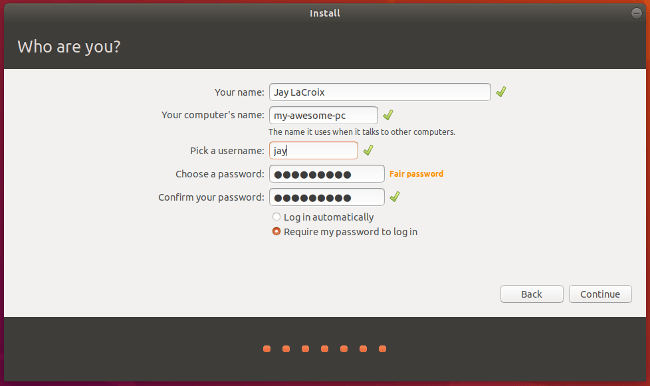 Install
Who are you?
Your name: Jay LaCroix
Your computer's name: my-awesome-pc
The name it uses when it talks to other computers.
Pick a username: jay
Choose a password: ●●●●●●●●● Fair password
Confirm your password: ●●●●●●●●●
Log in automatically
Require my password to log in
Back Continue